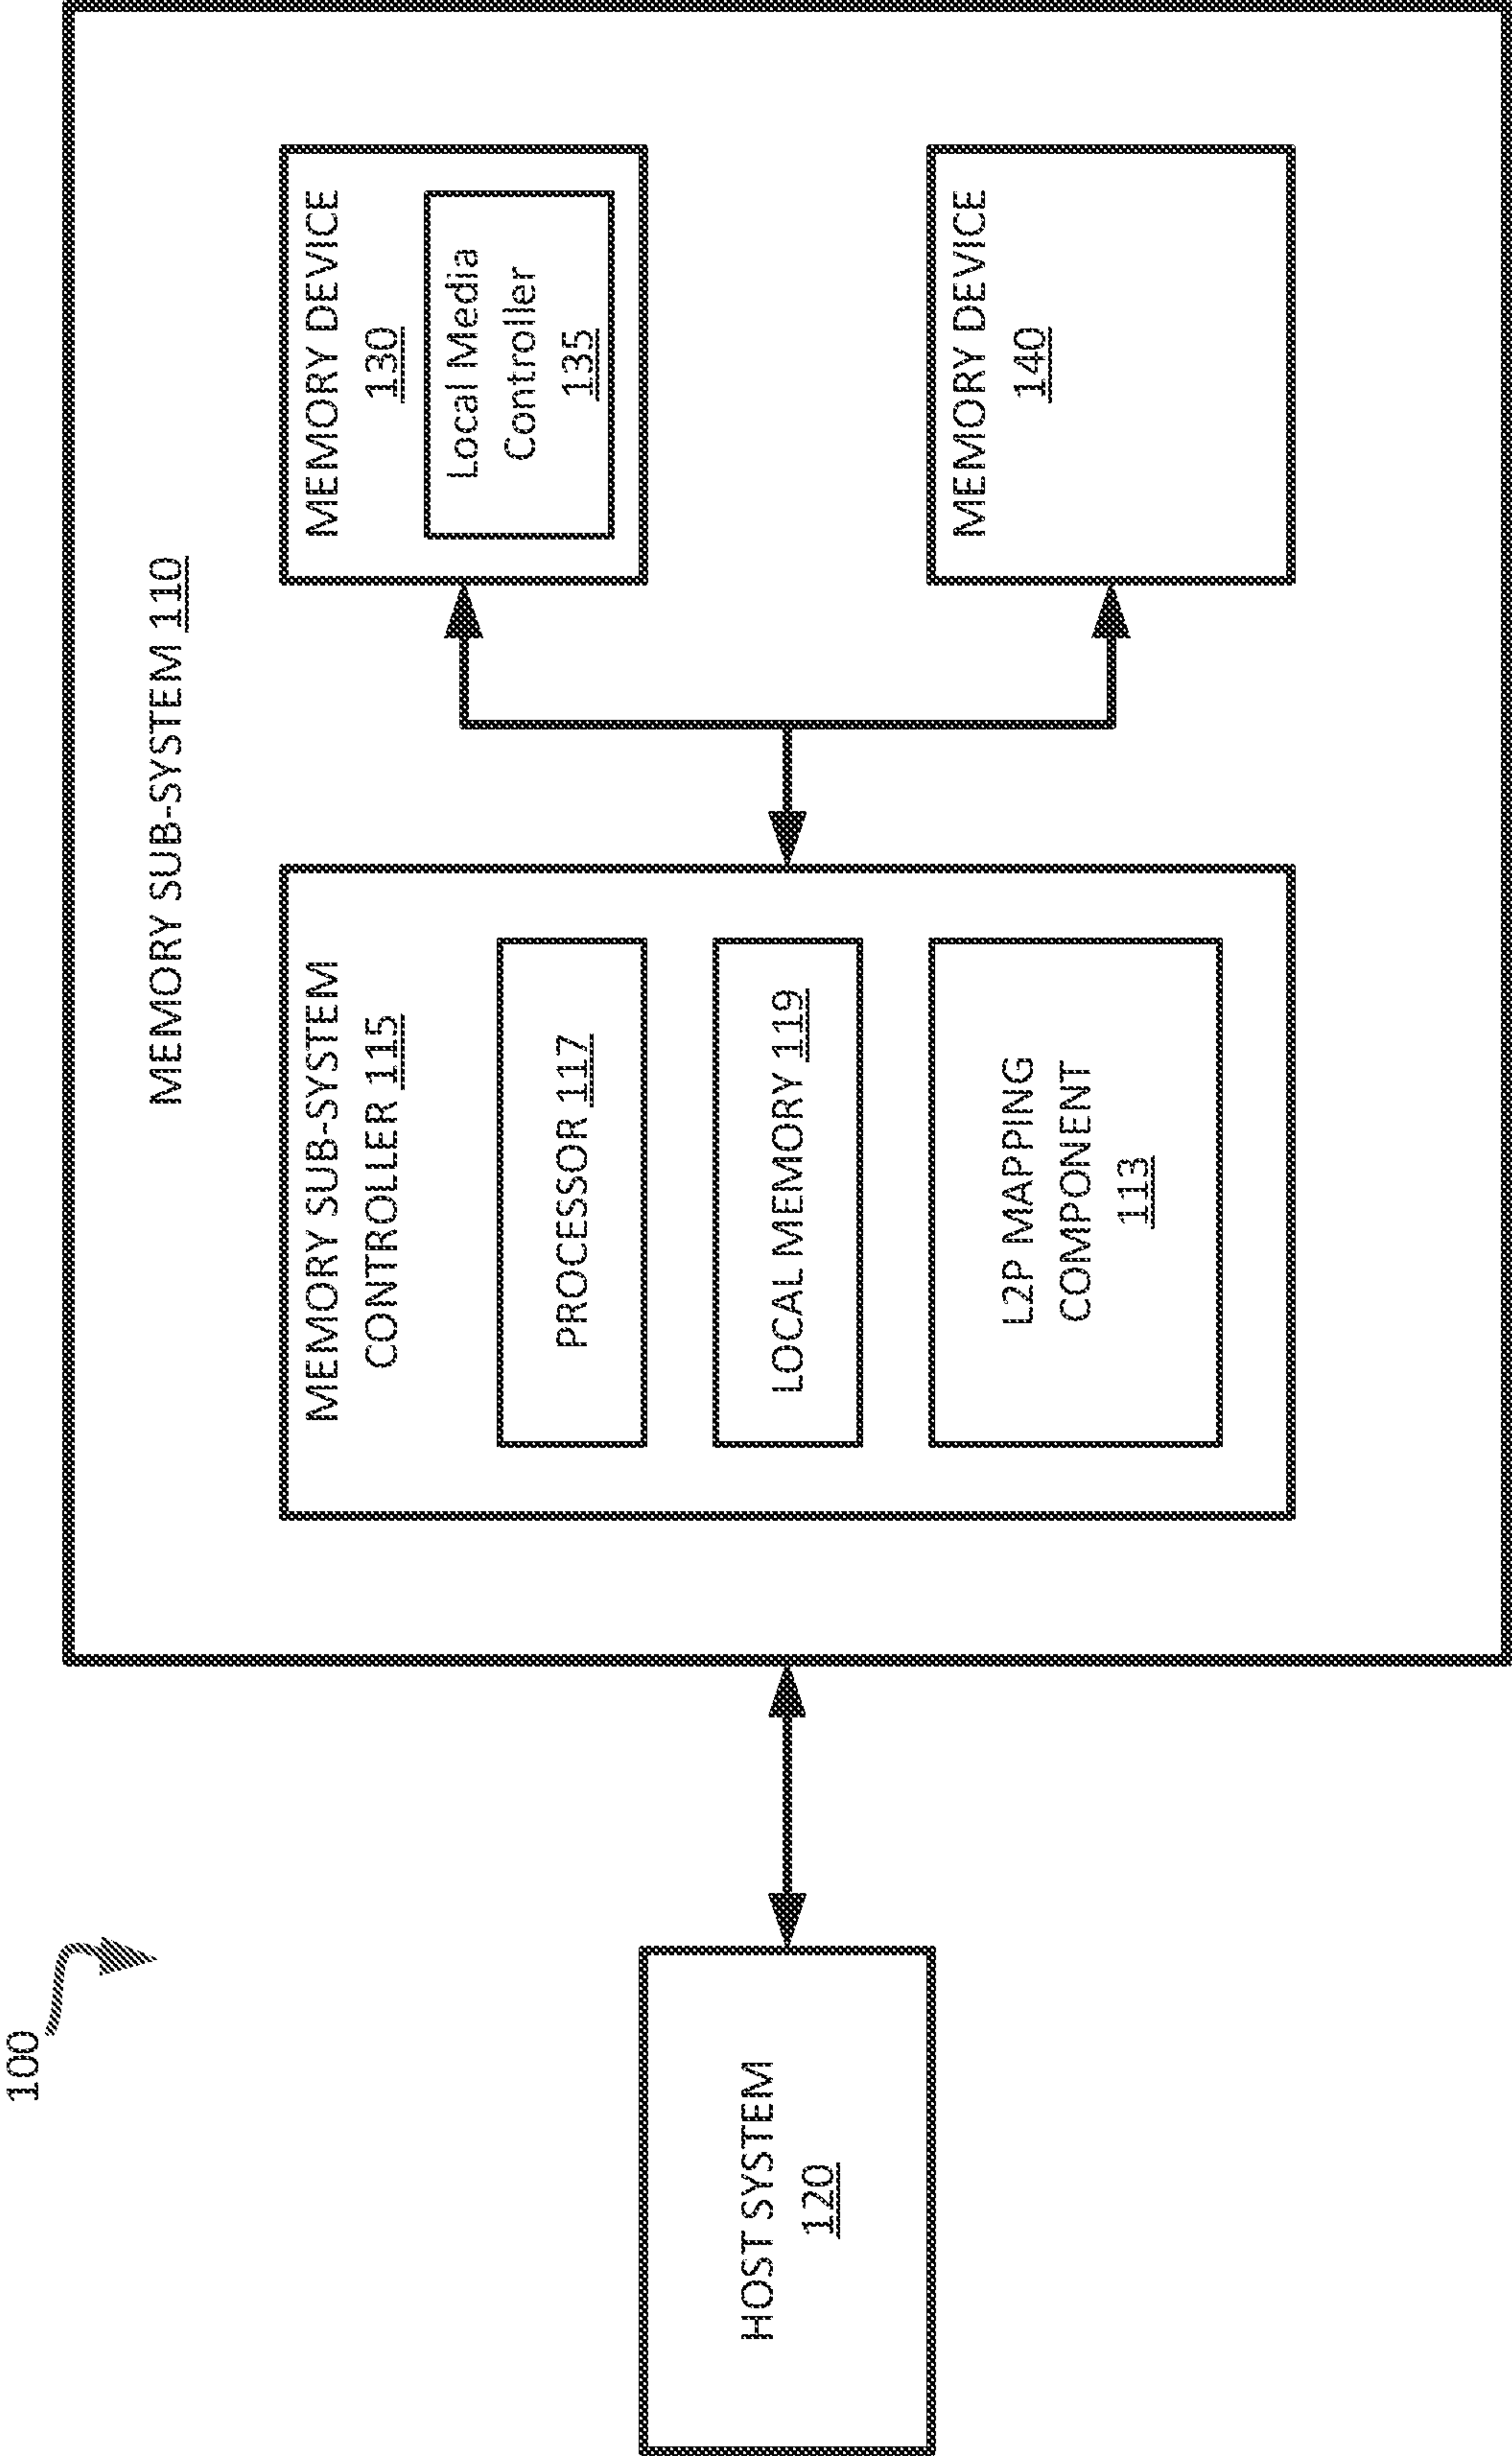 100
HOST SYSTEM
120
MEMORY SUB-SYSTEM 110
MEMORY SUB-SYSTEM
CONTROLLER 115
PROCESSOR 117
LOCAL MEMORY 119
L2P MAPPING
COMPONENT
113
MEMORY DEVICE
130
Local Media
Controller
135
MEMORY DEVICE
140